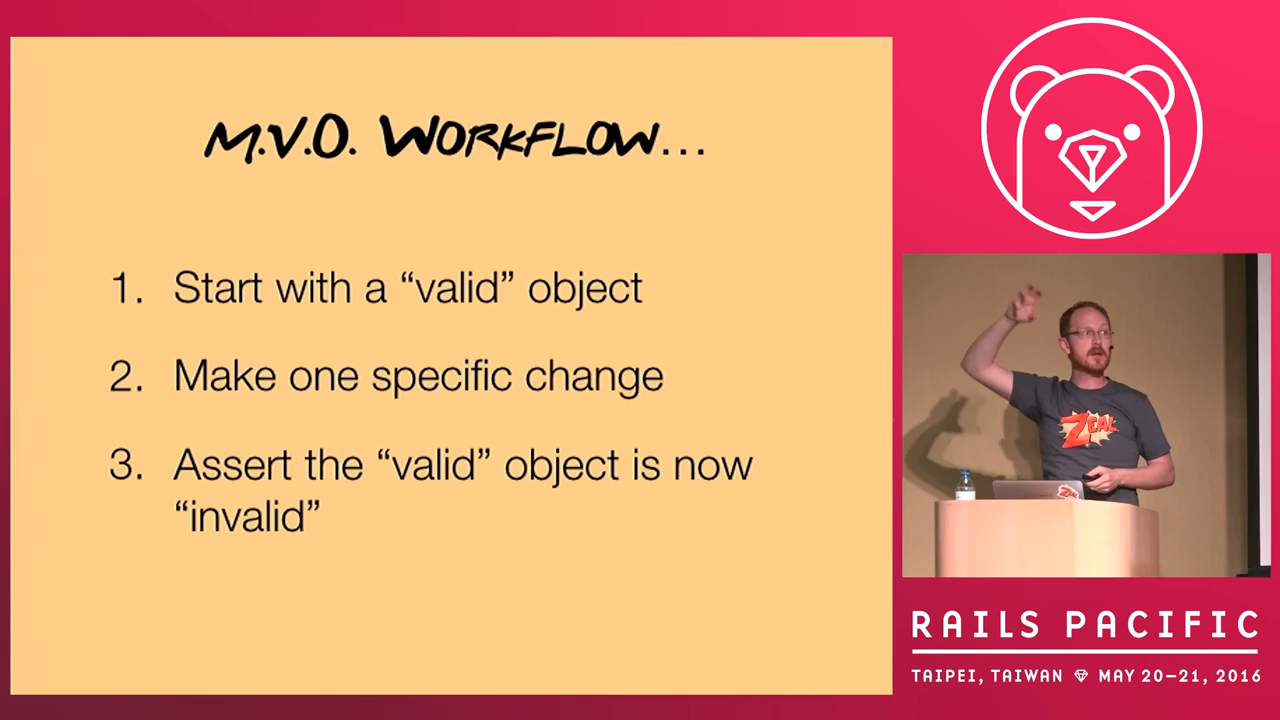 M.V.O. WORKFLOW...
1. Start with a “valid” object
2. Make one specific change
3. Assert the “valid” object is now
“invalid”
ZEAL
ZEAL
RAILS PACIFIC
TAIPEI, TAIWAN MAY 20–21, 2016